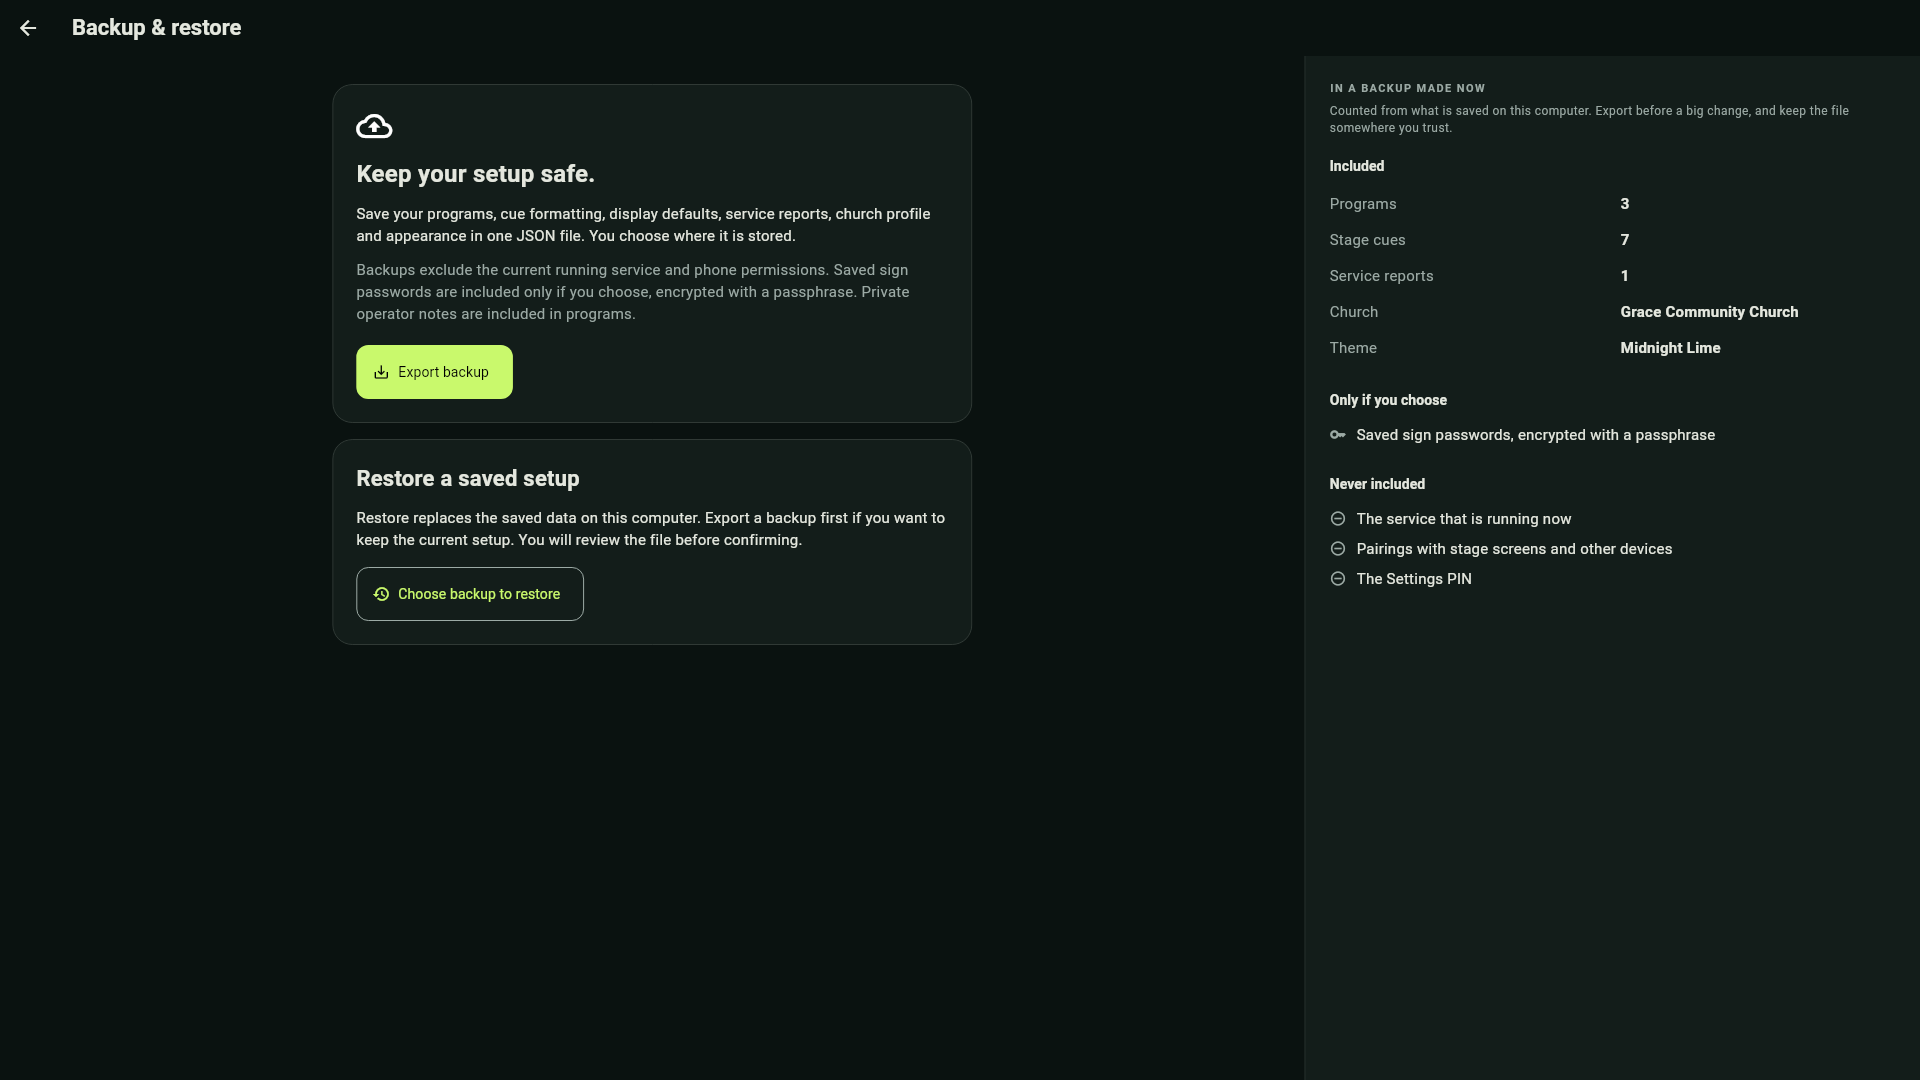 Backup & restore
Keep your setup safe.
Save your programs, cue formatting, display defaults, service reports, church profile
and appearance in one JSON file. You choose where it is stored.
Backups exclude the current running service and phone permissions. Saved sign
passwords are included only if you choose, encrypted with a passphrase. Private
operator notes are included in programs.
Export backup
Restore a saved setup
Restore replaces the saved data on this computer. Export a backup first if you want to
keep the current setup. You will review the file before confirming.
Choose backup to restore
IN A BACKUP MADE NOW
Counted from what is saved on this computer. Export before a big change, and keep the file
somewhere you trust.
Included
Programs 3
Stage cues 7
Service reports 1
Church Grace Community Church
Theme Midnight Lime
Only if you choose
Saved sign passwords, encrypted with a passphrase
Never included
The service that is running now
Pairings with stage screens and other devices
The Settings PIN